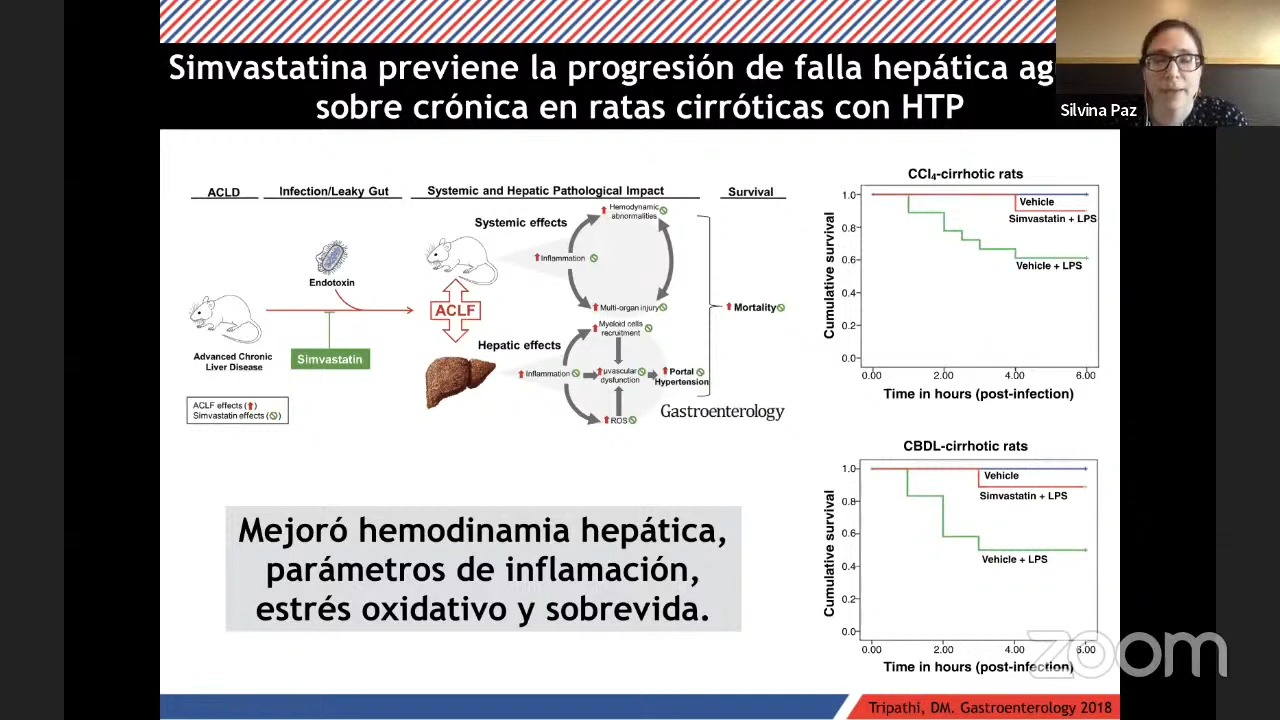 Simvastatina previene la progresión de falla hepática ag
sobre crónica en ratas cirróticas con HTP
Silvina Paz
ACLD
Infection/Leaky Gut
Systemic and Hepatic Pathological Impact
Survival
Systemic effects
Hemodynamic
abnormalities
Inflammation
Multi-organ injury
Endotoxin
ACLF
Simvastatin
Advanced Chronic
Liver Disease
Hepatic effects
Myeloid cells
recruitment
Inflammation
μvascular
dysfunction
Portal
Hypertension
ROS
Mortality
ACLF effects (⬆)
Simvastatin effects (🛇)
Gastroenterology
CCl₄-cirrhotic rats
Cumulative survival
1.0
0.8
0.6
0.4
0.2
0.0
Vehicle
Simvastatin + LPS
Vehicle + LPS
0.00 2.00 4.00 6.00
Time in hours (post-infection)
CBDL-cirrhotic rats
Cumulative survival
1.0
0.8
0.6
0.4
0.2
0.0
Vehicle
Simvastatin + LPS
Vehicle + LPS
0.00 2.00 4.00 6.00
Time in hours (post-infection)
Mejoró hemodinamia hepática,
parámetros de inflamación,
estrés oxidativo y sobrevida.
zoom
Tripathi, DM. Gastroenterology 2018